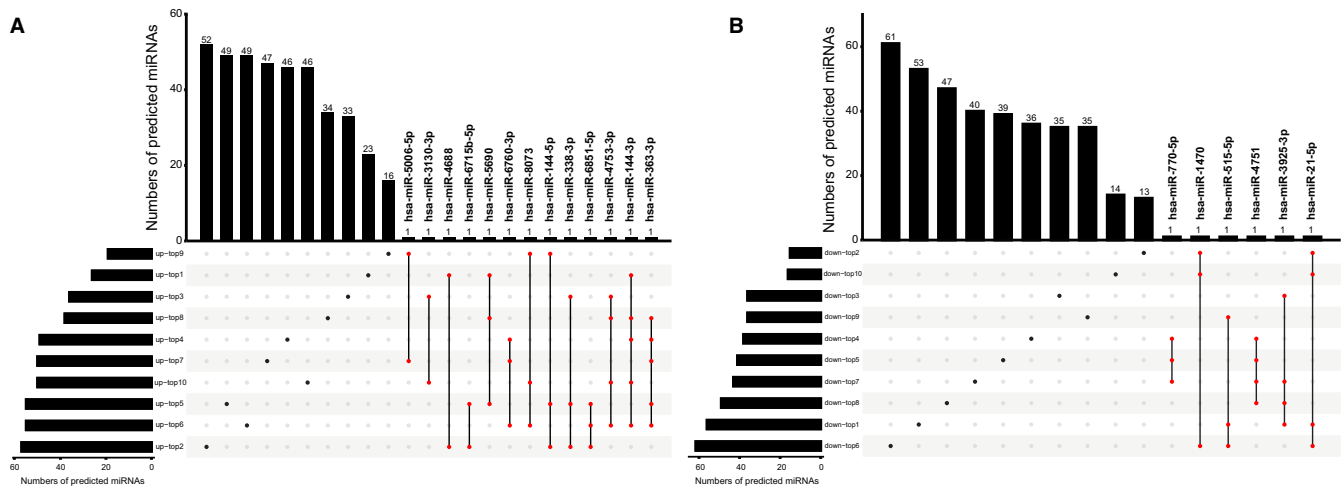 A
Numbers of predicted miRNAs
60
40
20
0
52
49
49
47
46
46
34
33
23
16
1
1
1
1
1
1
1
1
1
1
1
1
1
hsa-miR-5006-5p
hsa-miR-3130-3p
hsa-miR-4688
hsa-miR-6715b-5p
hsa-miR-5690
hsa-miR-6760-3p
hsa-miR-8073
hsa-miR-144-5p
hsa-miR-338-3p
hsa-miR-6851-5p
hsa-miR-4753-3p
hsa-miR-144-3p
hsa-miR-363-3p
up-top9
up-top1
up-top3
up-top8
up-top4
up-top7
up-top10
up-top5
up-top6
up-top2
60
40
20
0
Numbers of predicted miRNAs
B
Numbers of predicted miRNAs
60
40
20
0
61
53
47
40
39
36
35
35
14
13
1
1
1
1
1
1
hsa-miR-770-5p
hsa-miR-1470
hsa-miR-515-5p
hsa-miR-4751
hsa-miR-3925-3p
hsa-miR-21-5p
down-top2
down-top10
down-top3
down-top9
down-top4
down-top5
down-top7
down-top8
down-top1
down-top6
60
40
20
0
Numbers of predicted miRNAs